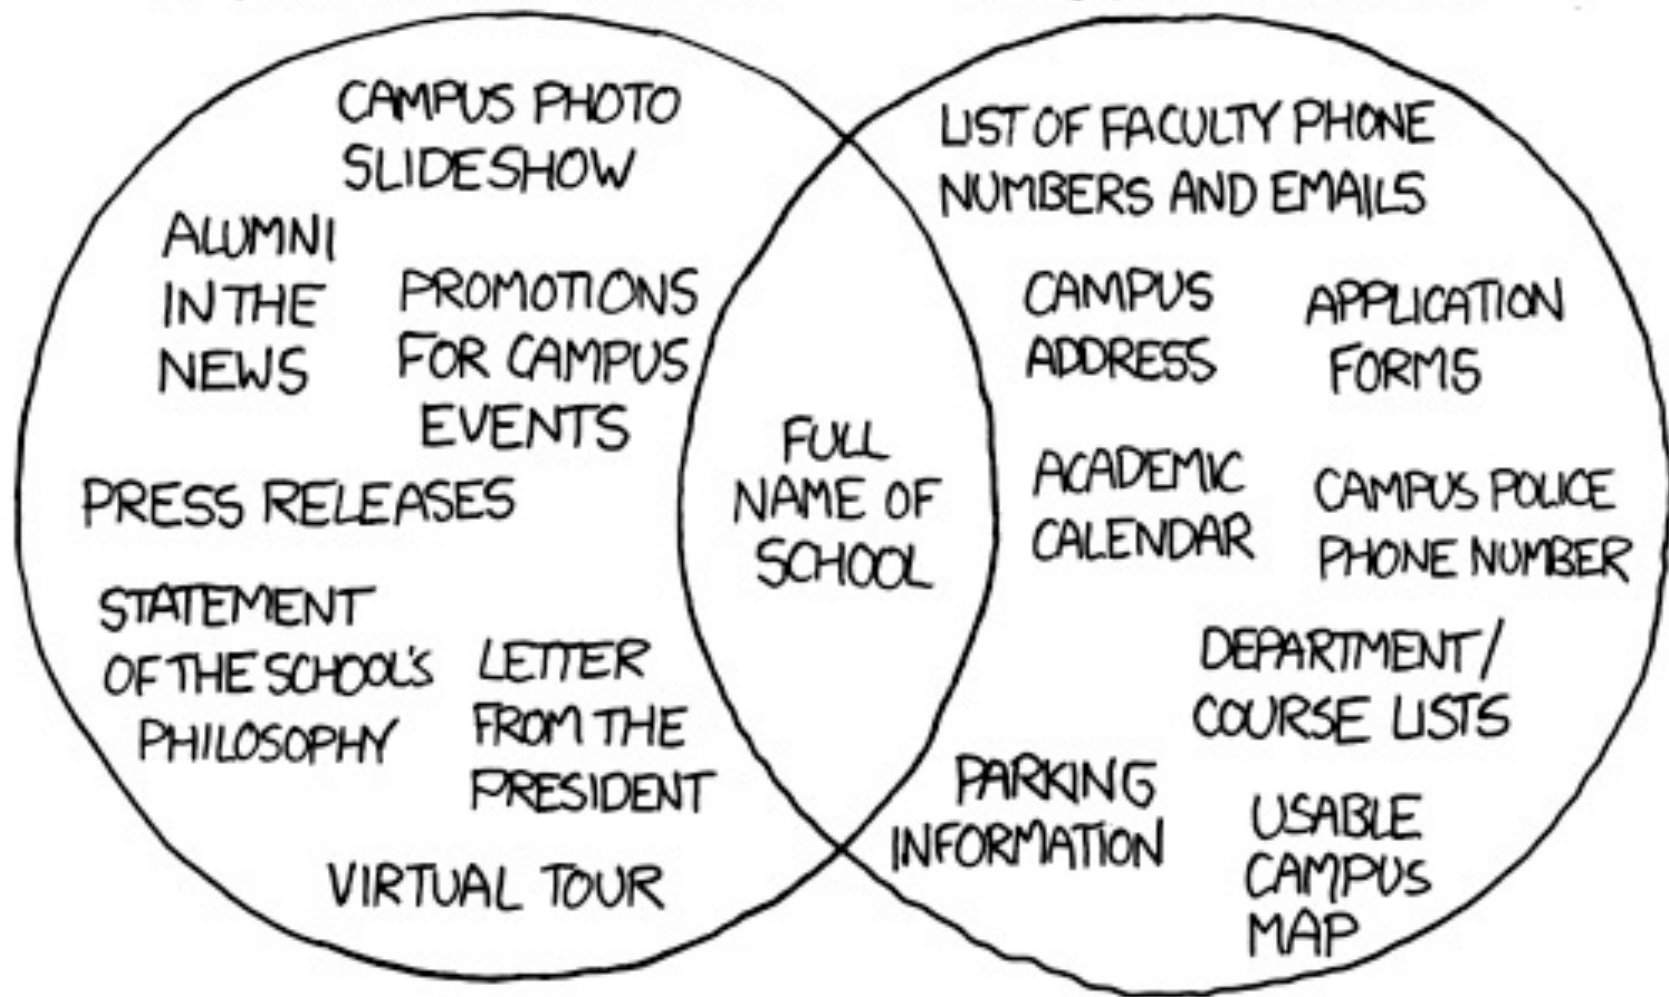 CAMPUS PHOTO
SLIDESHOW
ALUMNI
IN THE
NEWS
PROMOTIONS
FOR CAMPUS
EVENTS
PRESS RELEASES
STATEMENT
OF THE SCHOOL'S
PHILOSOPHY
LETTER
FROM THE
PRESIDENT
VIRTUAL TOUR
FULL
NAME OF
SCHOOL
LIST OF FACULTY PHONE
NUMBERS AND EMAILS
CAMPUS
ADDRESS
APPLICATION
FORMS
ACADEMIC
CALENDAR
CAMPUS POLICE
PHONE NUMBER
DEPARTMENT/
COURSE LISTS
PARKING
INFORMATION
USABLE
CAMPUS
MAP